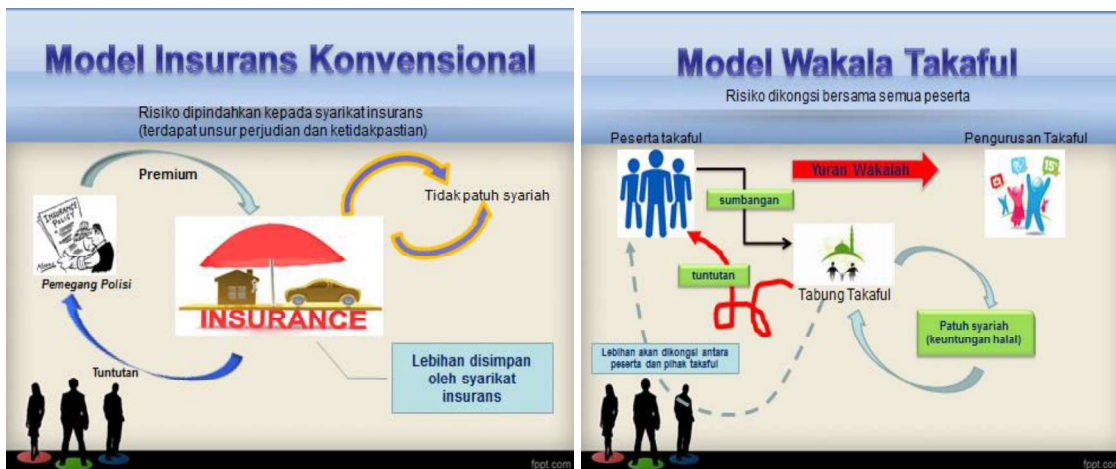 Model Insurans Konvensional
Risiko dipindahkan kepada syarikat insurans
(terdapat unsur perjudian dan ketidakpastian)
Premium
Tidak patuh syariah
INSURANCE
POLICY
Pemegang Polisi
INSURANCE
Tuntutan
Lebihan disimpan
oleh syarikat
insurans
fppt.com
Model Wakala Takaful
Risiko dikongsi bersama semua peserta
Peserta takaful
Pengurusan Takaful
Yuran Wakalah
15%
sumbangan
tuntutan
Tabung Takaful
Patuh syariah
(keuntungan halal)
Lebihan akan dikongsi antara
peserta dan pihak takaful
fppt.com